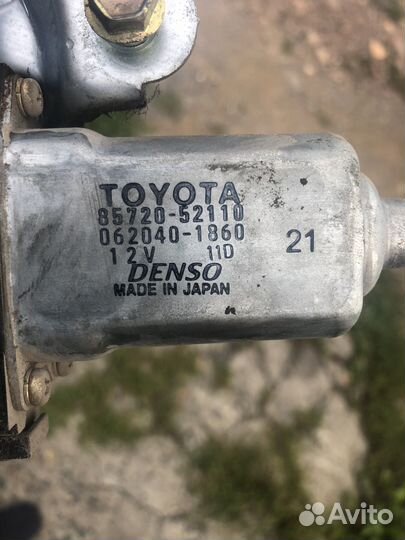 TOYOTA
85720-52110
062040-1860
12V 11D
21
DENSO
MADE IN JAPAN
Avito